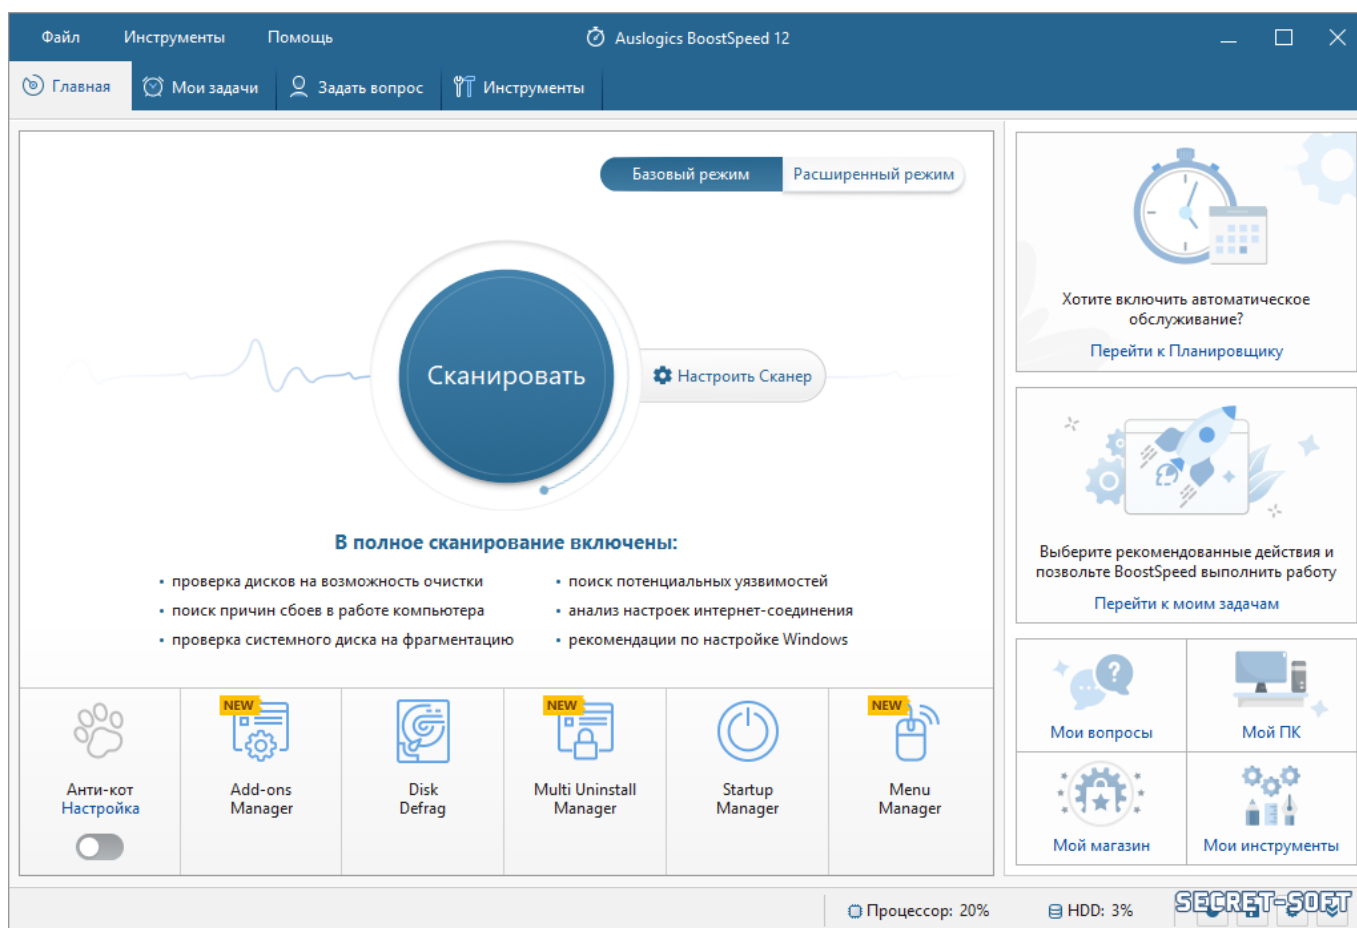 Файл Инструменты Помощь Auslogics BoostSpeed 12
Главная Мои задачи Задать вопрос Инструменты
Базовый режим Расширенный режим
Сканировать
Настроить Сканер
В полное сканирование включены:
• проверка дисков на возможность очистки
• поиск причин сбоев в работе компьютера
• проверка системного диска на фрагментацию
• поиск потенциальных уязвимостей
• анализ настроек интернет-соединения
• рекомендации по настройке Windows
Анти-кот
Настройка
NEW
Add-ons
Manager
Disk
Defrag
NEW
Multi Uninstall
Manager
Startup
Manager
NEW
Menu
Manager
Хотите включить автоматическое
обслуживание?
Перейти к Планировщику
Выберите рекомендованные действия и
позвольте BoostSpeed выполнить работу
Перейти к моим задачам
Мои вопросы
Мой ПК
Мой магазин
Мои инструменты
Процессор: 20% HDD: 3%
SECRET-SOFT